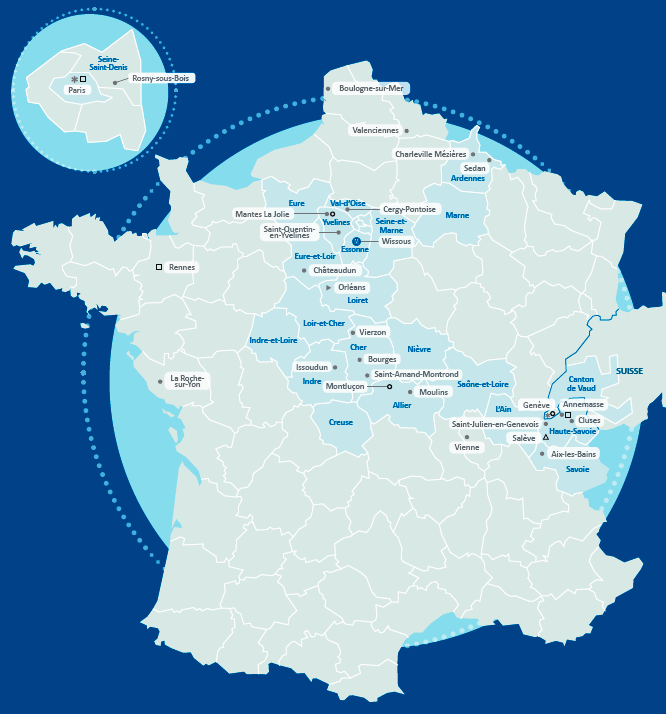 Seine-
Saint-Denis
Rosny-sous-Bois
Paris
Boulogne-sur-Mer
Valenciennes
Charleville Mézières
Sedan
Ardennes
Eure
Val-d'Oise
Cergy-Pontoise
Marne
Mantes La Jolie
Yvelines
Seine-et-
Marne
Saint-Quentin-
en-Yvelines
Essonne
Wissous
Eure-et-Loir
Rennes
Châteaudun
Orléans
Loiret
Loir-et-Cher
Vierzon
Indre-et-Loire
Cher
Nièvre
Bourges
Issoudun
Saint-Amand-Montrond
SUISSE
La Roche-
sur-Yon
Indre
Montluçon
Saône-et-Loire
Canton
de Vaud
Moulins
Allier
L'Ain
Genève
Annemasse
Creuse
Saint-Julien-en-Genevois
Cluses
Haute-Savoie
Salève
Vienne
Aix-les-Bains
Savoie